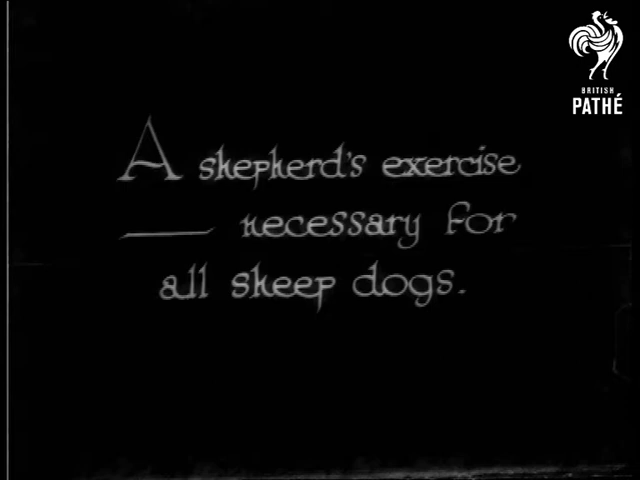 BRITISH
PATHÉ
A shepherd's exercise
— necessary for
all sheep dogs.